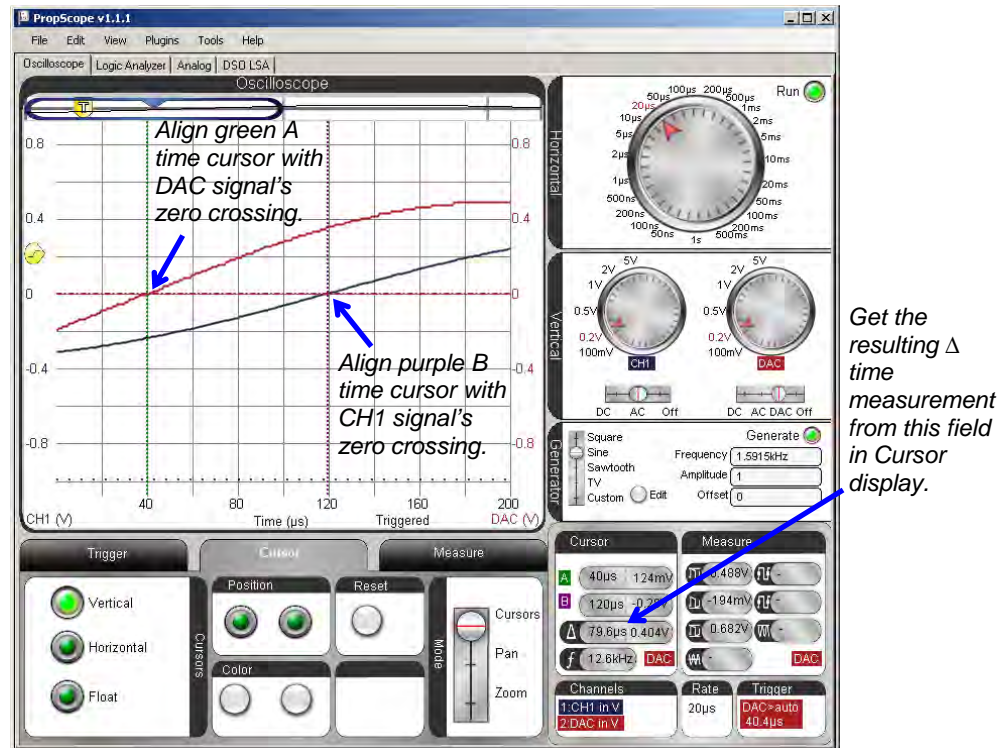 PropScope v1.1.1
File Edit View Plugins Tools Help
Oscilloscope Logic Analyzer Analog DSO LSA
Oscilloscope
T
Align green A
time cursor with
DAC signal's
zero crossing.
0.8 0.8
0.4 0.4
0 0
-0.4 -0.4
-0.8 -0.8
Align purple B
time cursor with
CH1 signal's
zero crossing.
40 80 120 160 200
CH1 (V) Time (µs) Triggered DAC (V)
Horizontal
Run
50ns 100ns 200ns 500ns 1µs 2µs 5µs 10µs 20µs 50µs 100µs 200µs 500µs 1ms 2ms 5ms 10ms 20ms 50ms 100ms 200ms 500ms 1s
Vertical
5V 2V 1V 0.5V 0.2V 100mV
CH1
DC AC Off
5V 2V 1V 0.5V 0.2V 100mV
DAC
DC AC DAC Off
Generator
Square
Sine
Sawtooth
TV
Custom Edit
Generate
Frequency 1.5915kHz
Amplitude 1
Offset 0
Get the
resulting Δ
time
measurement
from this field
in Cursor
display.
Trigger Cursor Measure
Vertical
Horizontal
Float
Cursors
Position
Reset
Color
Mode
Cursors
Pan
Zoom
Cursor
A 40µs 124mV
B 120µs
Δ 79.6µs 0.404V
f 12.6kHz DAC
Measure
0.488V -
-194mV -
0.682V -
- DAC
Channels
1:CH1 in V
2:DAC in V
Rate
20µs
Trigger
DAC>auto
40.4µs